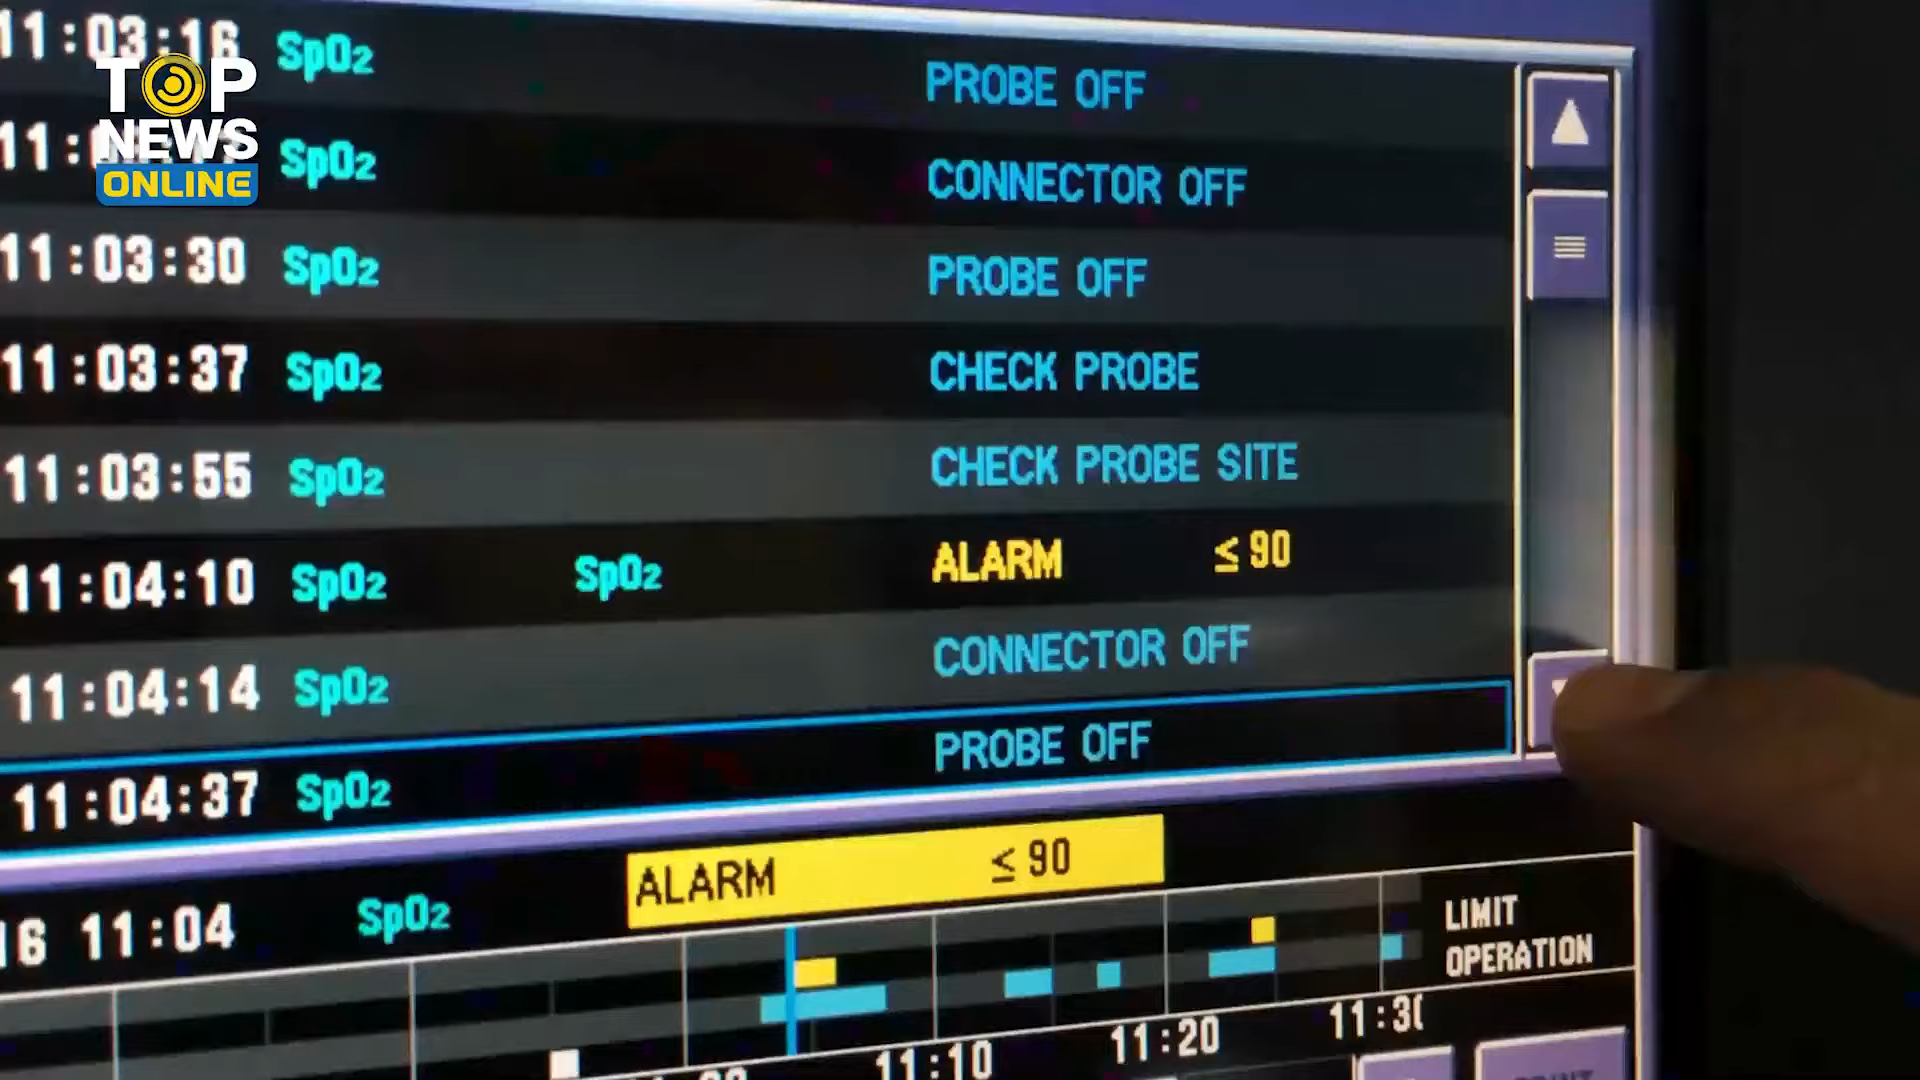 11:03:16 SpO2 PROBE OFF
TOP
NEWS
ONLINE
SpO2 CONNECTOR OFF
11:03:30 SpO2 PROBE OFF
11:03:37 SpO2 CHECK PROBE
11:03:55 SpO2 CHECK PROBE SITE
11:04:10 SpO2 SpO2 ALARM ≤ 90
11:04:14 SpO2 CONNECTOR OFF
11:04:37 SpO2 PROBE OFF
16 11:04 SpO2 ALARM ≤ 90
LIMIT
OPERATION
11:10 11:20 11:30